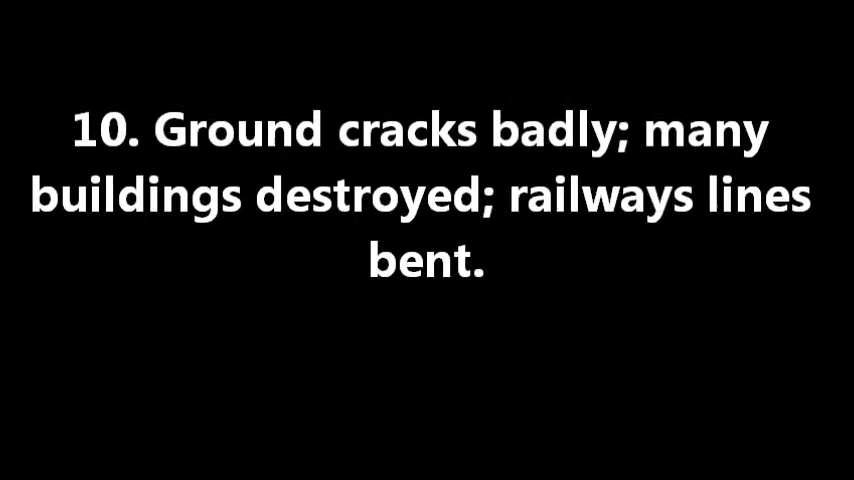 10. Ground cracks badly; many
buildings destroyed; railways lines
bent.